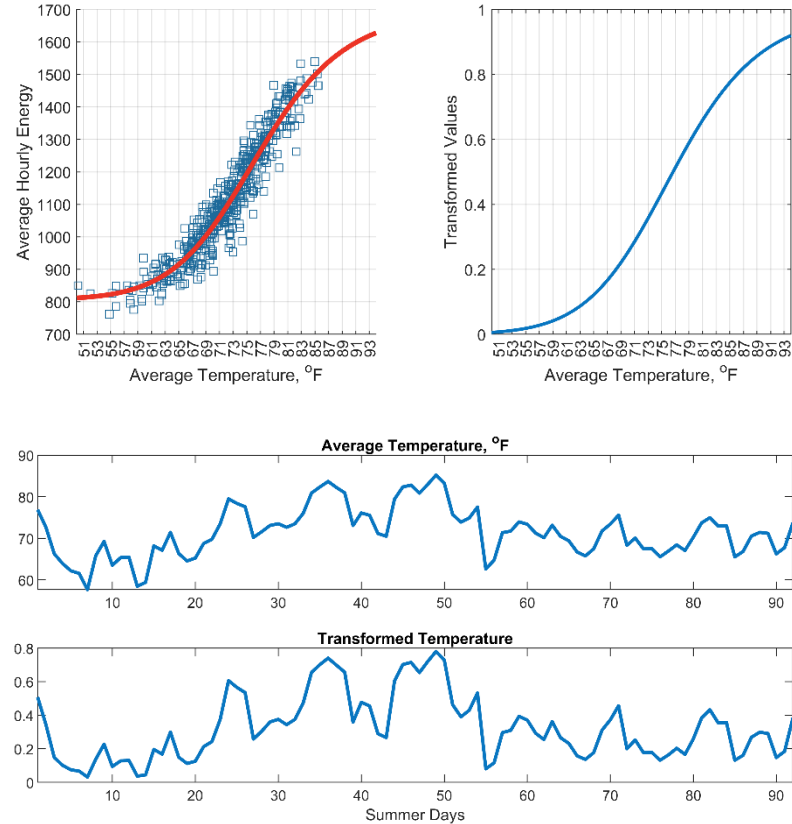 1700
1600
1500
1400
1300
1200
1100
1000
900
800
700
Average Hourly Energy
51 53 55 57 59 61 63 65 67 69 71 73 75 77 79 81 83 85 87 89 91 93
Average Temperature, °F
1
0.8
0.6
0.4
0.2
0
Transformed Values
51 53 55 57 59 61 63 65 67 69 71 73 75 77 79 81 83 85 87 89 91 93
Average Temperature, °F
Average Temperature, °F
90
80
70
60
10 20 30 40 50 60 70 80 90
Transformed Temperature
0.8
0.6
0.4
0.2
0
10 20 30 40 50 60 70 80 90
Summer Days